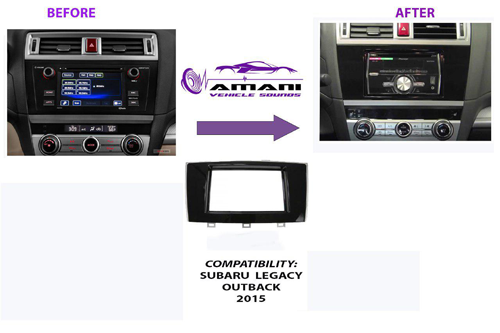 BEFORE
AFTER
AMANI
VEHICLE SOUNDS
COMPATIBILITY:
SUBARU LEGACY
OUTBACK
2015